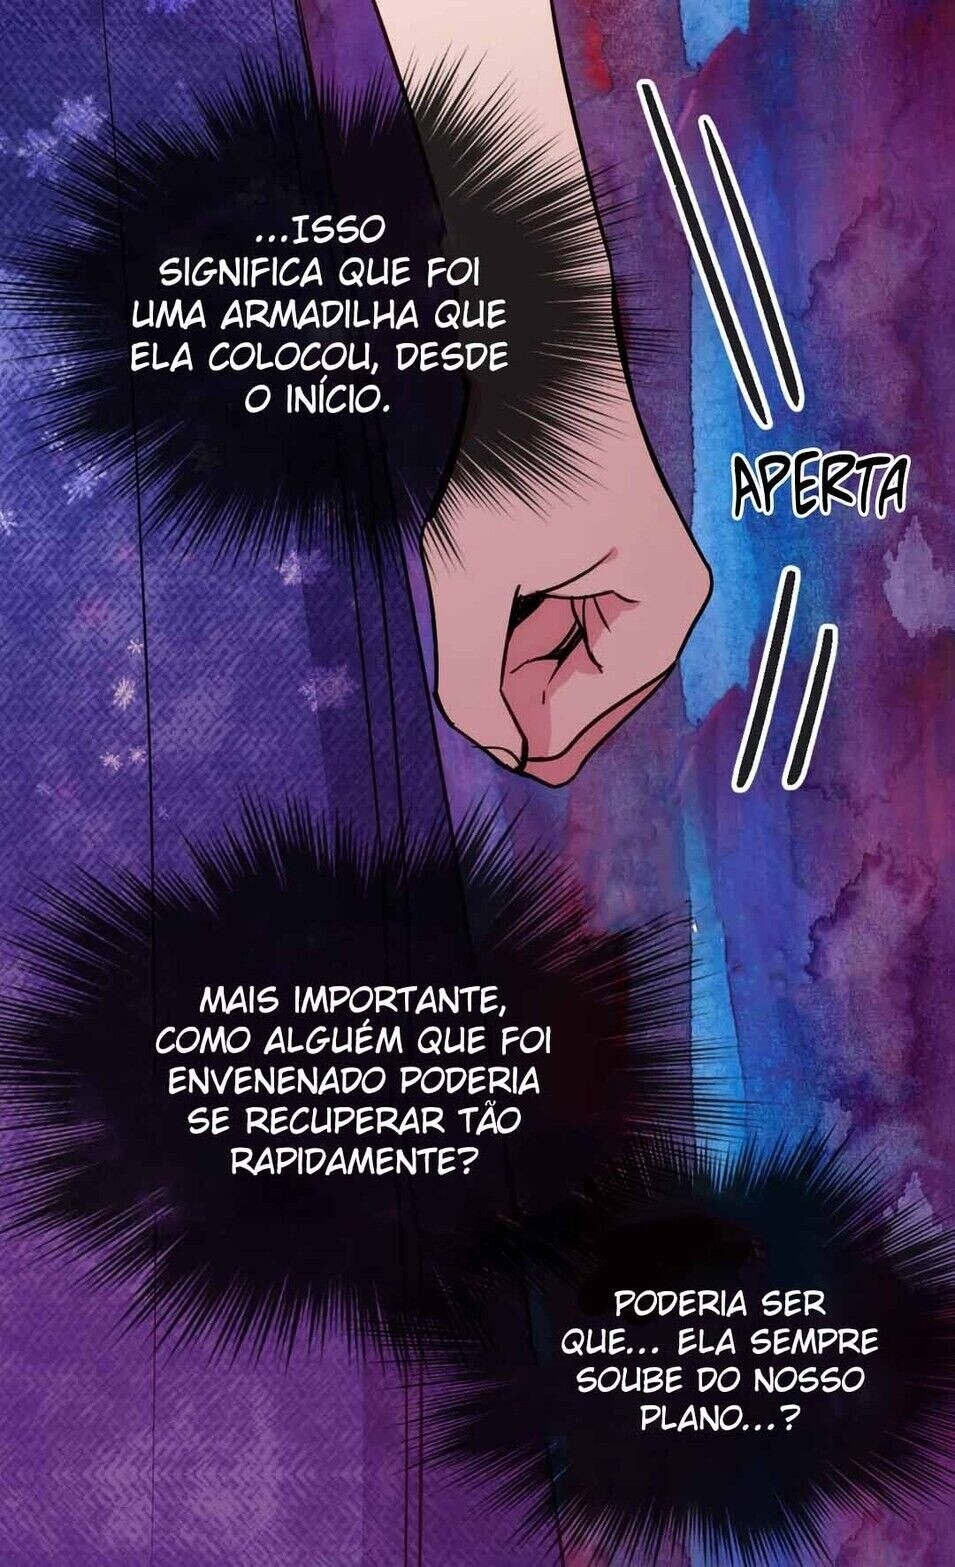 ...ISSO
SIGNIFICA QUE FOI
UMA ARMADILHA QUE
ELA COLOCOU, DESDE
O INÍCIO.
APERTA
MAIS IMPORTANTE,
COMO ALGUÉM QUE FOI
ENVENENADO PODERIA
SE RECUPERAR TÃO
RAPIDAMENTE?
PODERIA SER
QUE... ELA SEMPRE
SOUBE DO NOSSO
PLANO...?